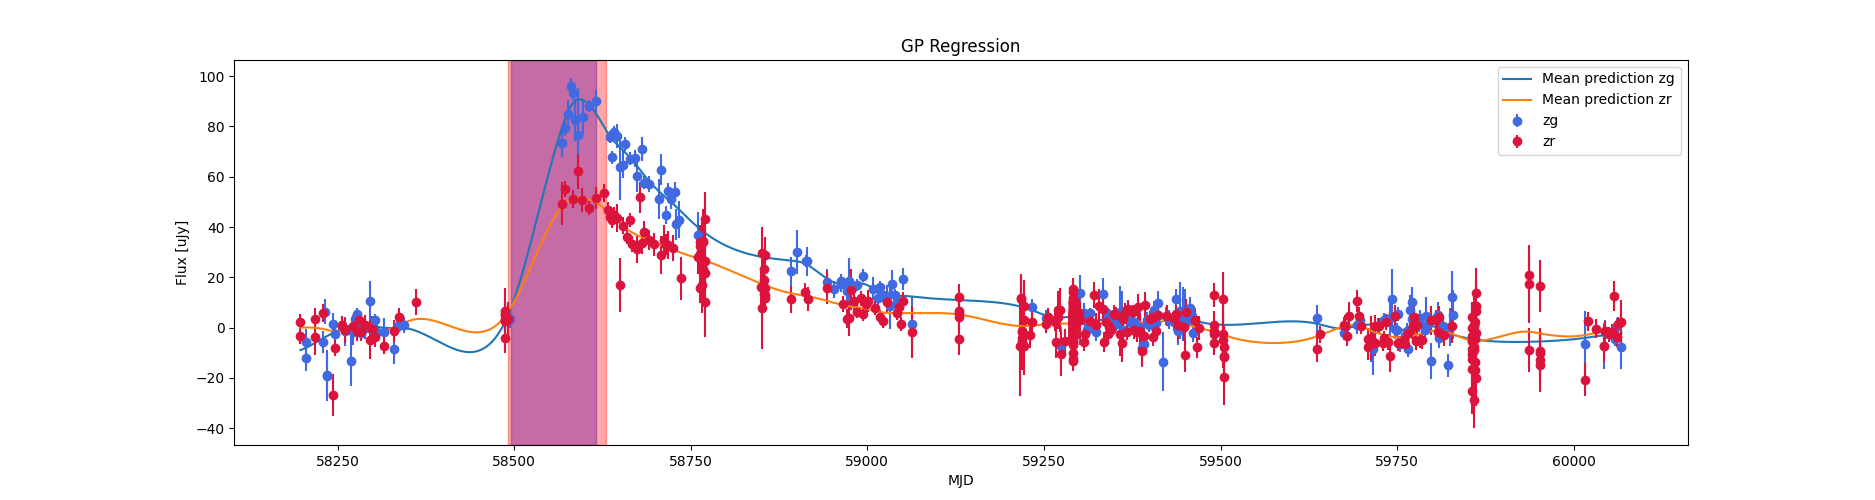 GP Regression
Mean prediction zg
Mean prediction zr
zg
zr
Flux [uJy]
100
80
60
40
20
0
−20
−40
58250 58500 58750 59000 59250 59500 59750 60000
MJD